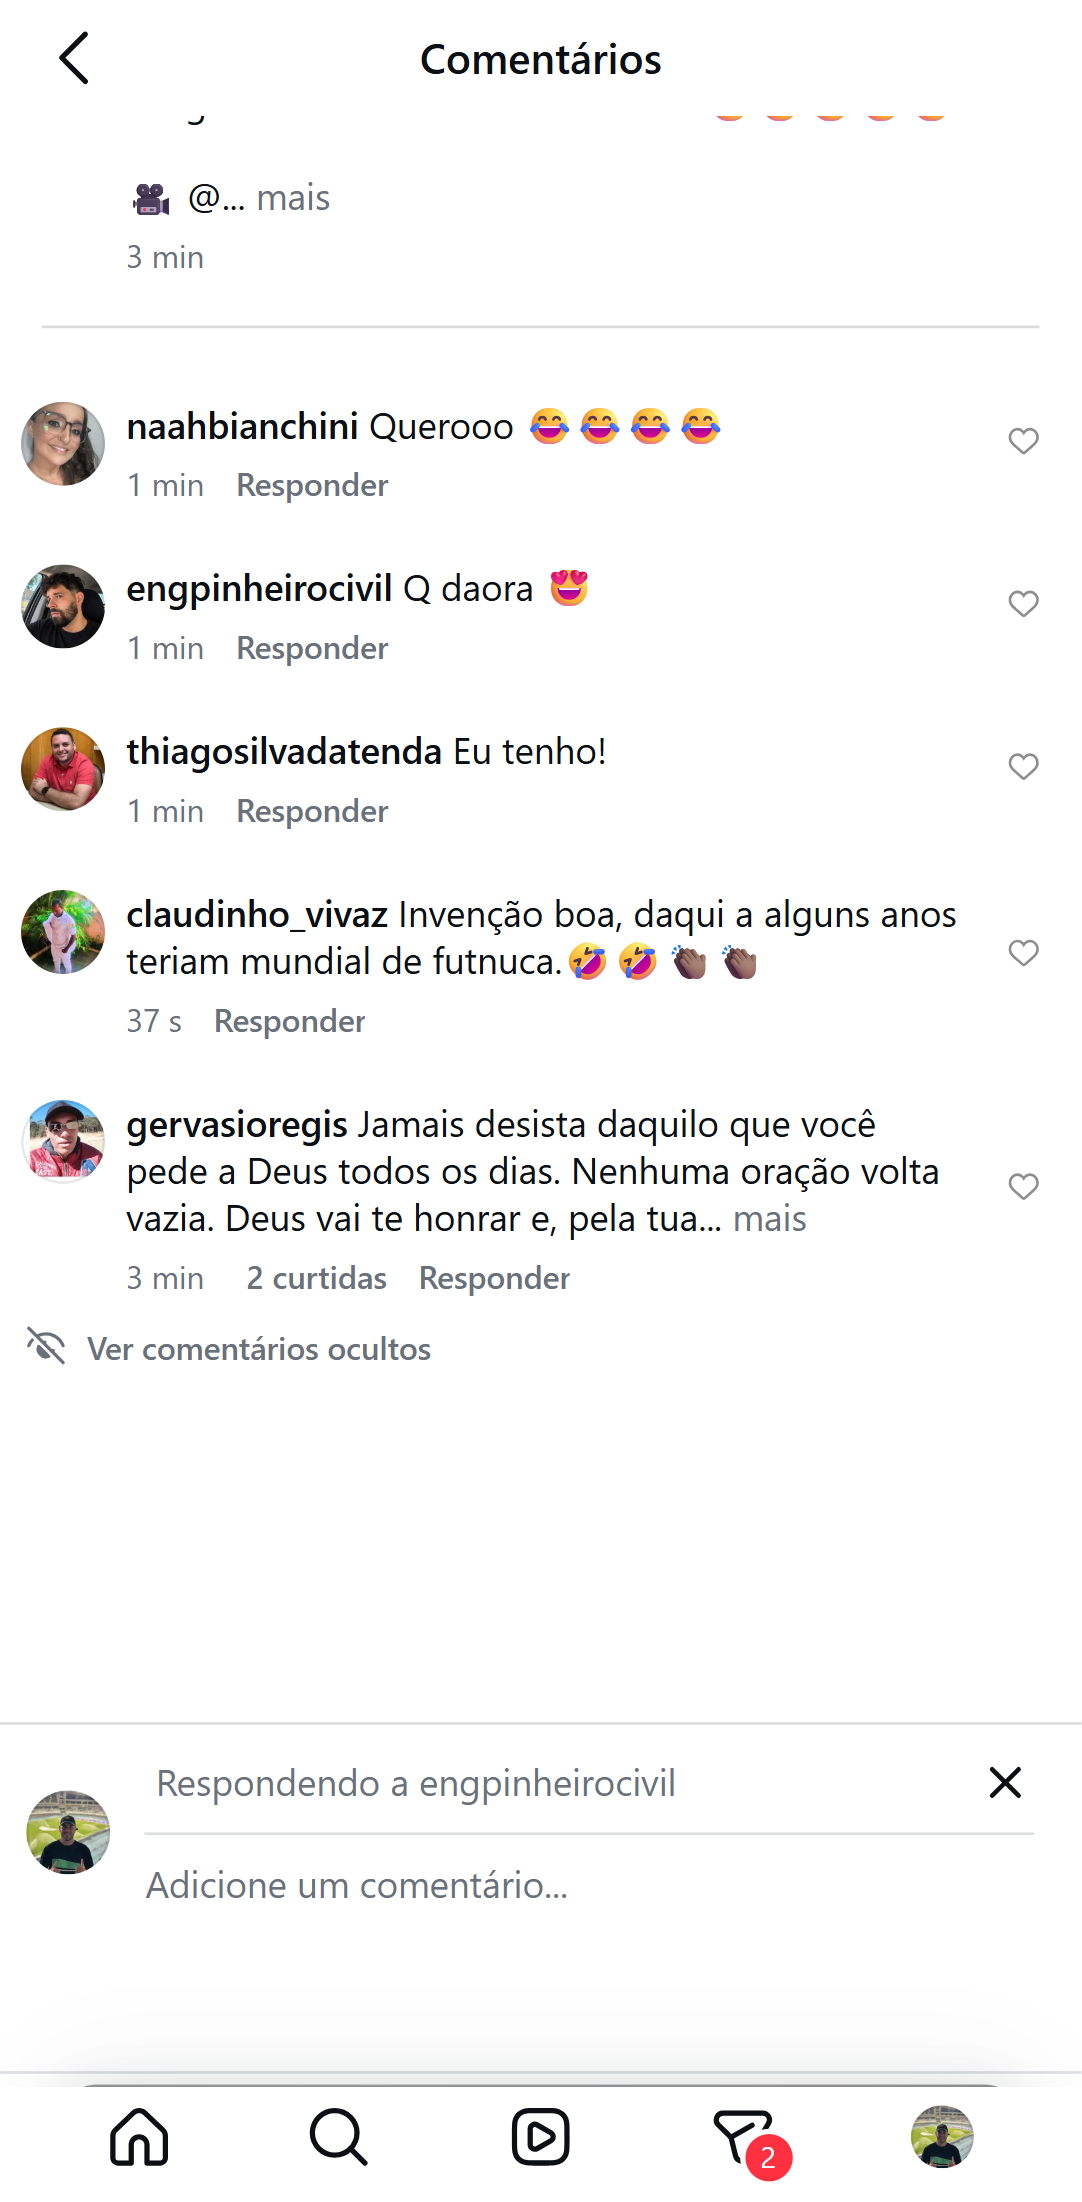 Comentários
🎥 @... mais
3 min
naahbianchini Querooo 😂😂😂😂
1 min Responder
engpinheirocivil Q daora 😍
1 min Responder
thiagosilvadatenda Eu tenho!
1 min Responder
claudinho_vivaz Invenção boa, daqui a alguns anos
teriam mundial de futnuca.🤣🤣👏🏾👏🏾
37 s Responder
gervasioregis Jamais desista daquilo que você
pede a Deus todos os dias. Nenhuma oração volta
vazia. Deus vai te honrar e, pela tua... mais
3 min 2 curtidas Responder
Ver comentários ocultos
Respondendo a engpinheirocivil
Adicione um comentário...
2